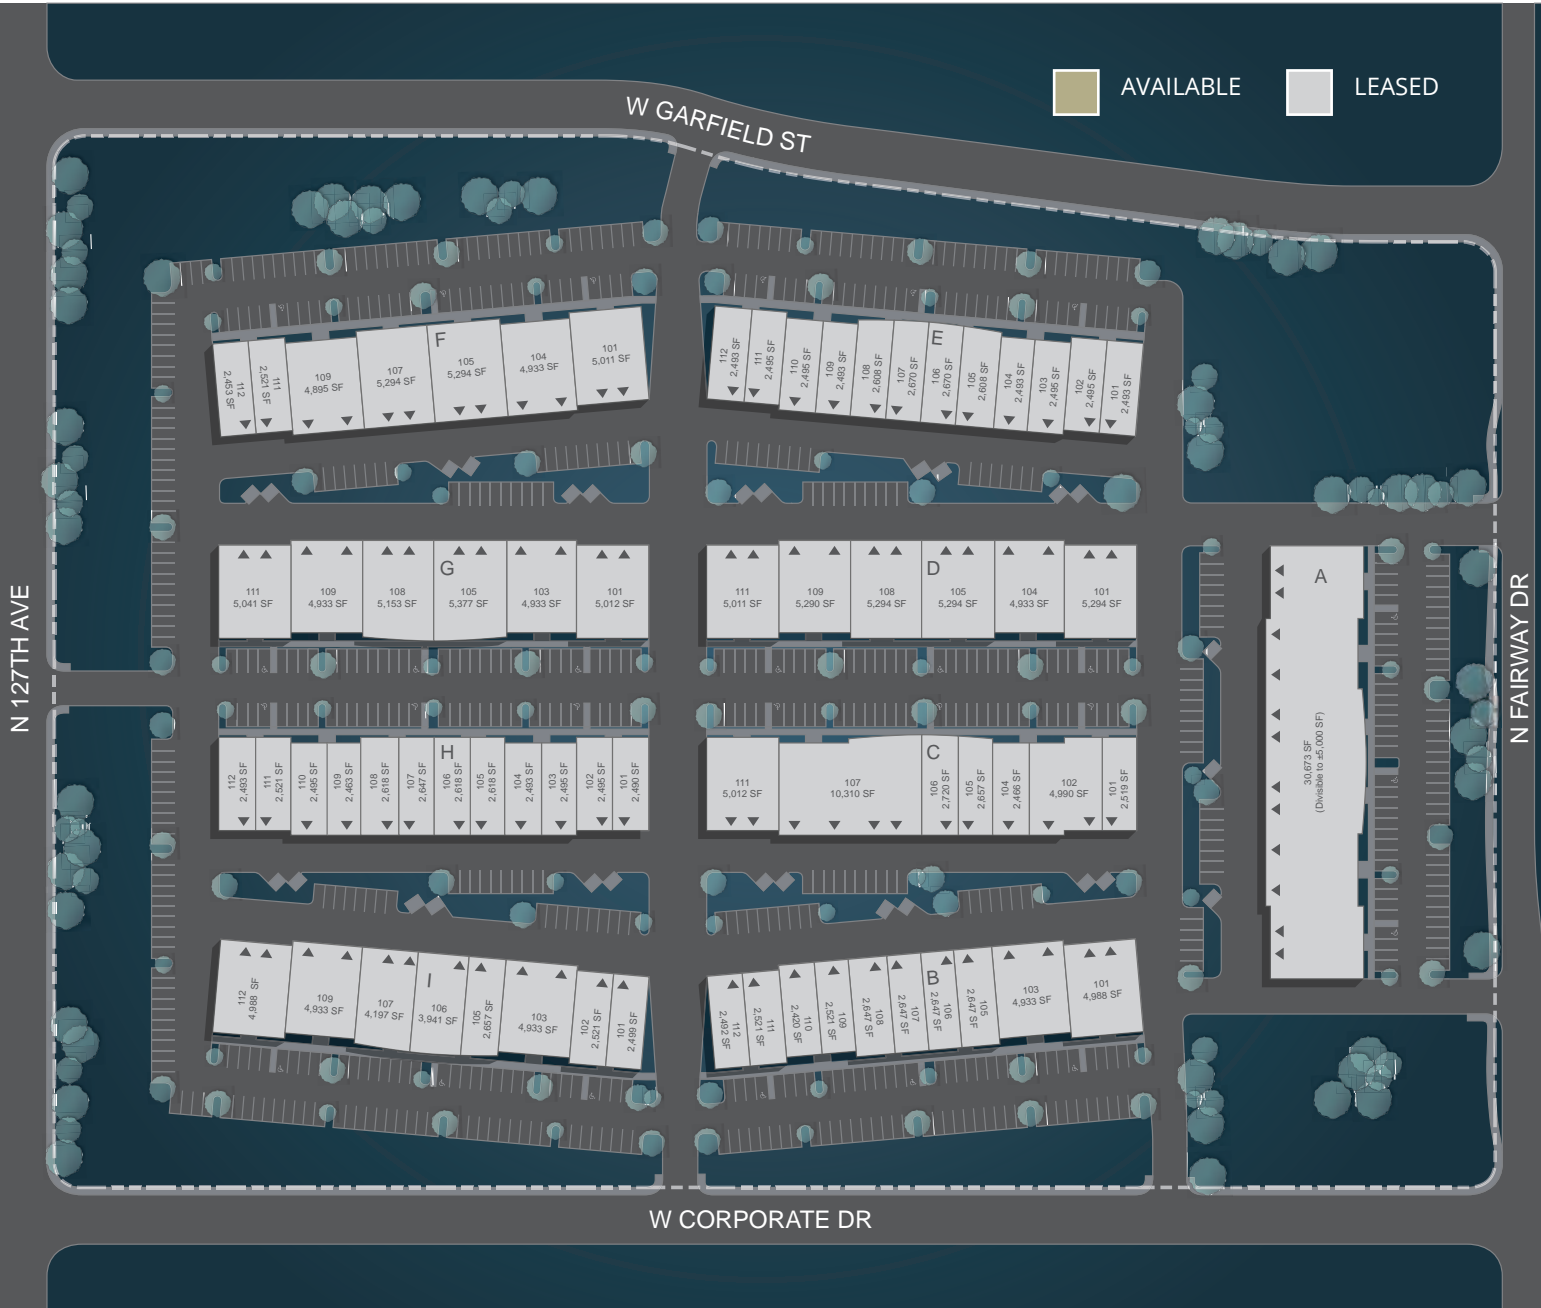 AVAILABLE
LEASED
W GARFIELD ST
N 127TH AVE
N FAIRWAY DR
W CORPORATE DR
F
112
2,453 SF
111
2,521 SF
109
4,895 SF
107
5,294 SF
105
5,294 SF
104
4,933 SF
101
5,011 SF
E
112
2,493 SF
111
2,495 SF
110
2,495 SF
109
2,493 SF
108
2,608 SF
107
2,670 SF
106
2,670 SF
105
2,608 SF
104
2,493 SF
103
2,495 SF
102
2,495 SF
101
2,493 SF
G
111
5,041 SF
109
4,933 SF
108
5,153 SF
105
5,377 SF
103
4,933 SF
101
5,012 SF
D
111
5,011 SF
109
5,290 SF
108
5,294 SF
105
5,294 SF
104
4,933 SF
101
5,294 SF
A
30,673 SF
(Divisible to ±5,000 SF)
H
112
2,493 SF
111
2,521 SF
110
2,495 SF
109
2,463 SF
108
2,618 SF
107
2,647 SF
106
2,618 SF
105
2,618 SF
104
2,493 SF
103
2,495 SF
102
2,495 SF
101
2,490 SF
C
111
5,012 SF
107
10,310 SF
106
2,720 SF
105
2,657 SF
104
2,466 SF
102
4,990 SF
101
2,519 SF
I
112
4,988 SF
109
4,933 SF
107
4,197 SF
106
3,941 SF
105
2,657 SF
103
4,933 SF
102
2,521 SF
101
2,499 SF
B
112
2,492 SF
111
2,521 SF
110
2,420 SF
109
2,521 SF
108
2,647 SF
107
2,647 SF
106
2,647 SF
105
2,647 SF
103
4,933 SF
101
4,988 SF